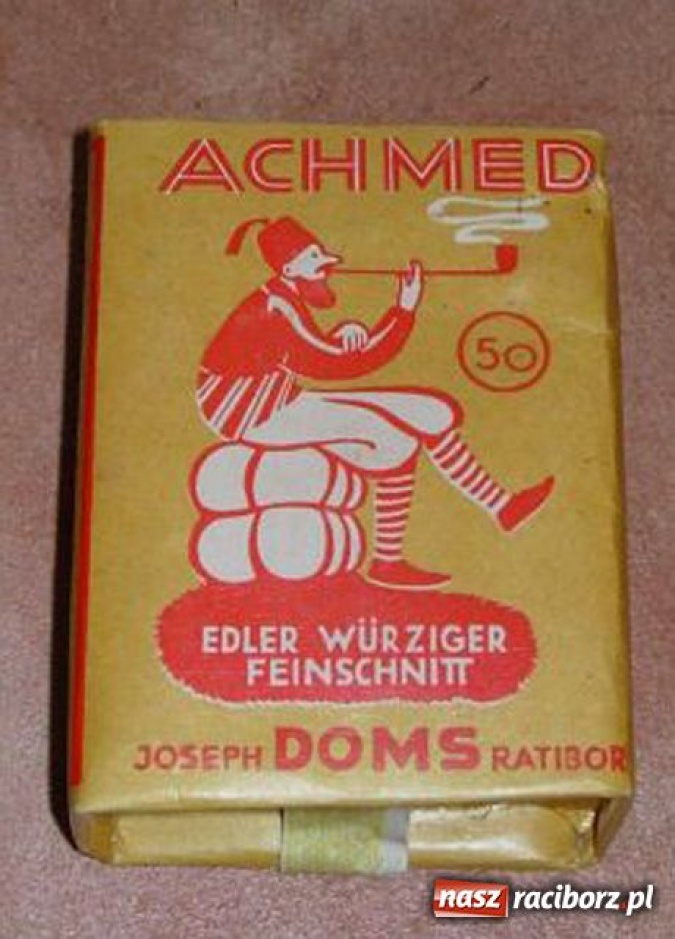 ACHMED
50
EDLER WÜRZIGER
FEINSCHNITT
JOSEPH DOMS RATIBOR
nasz raciborz.pl